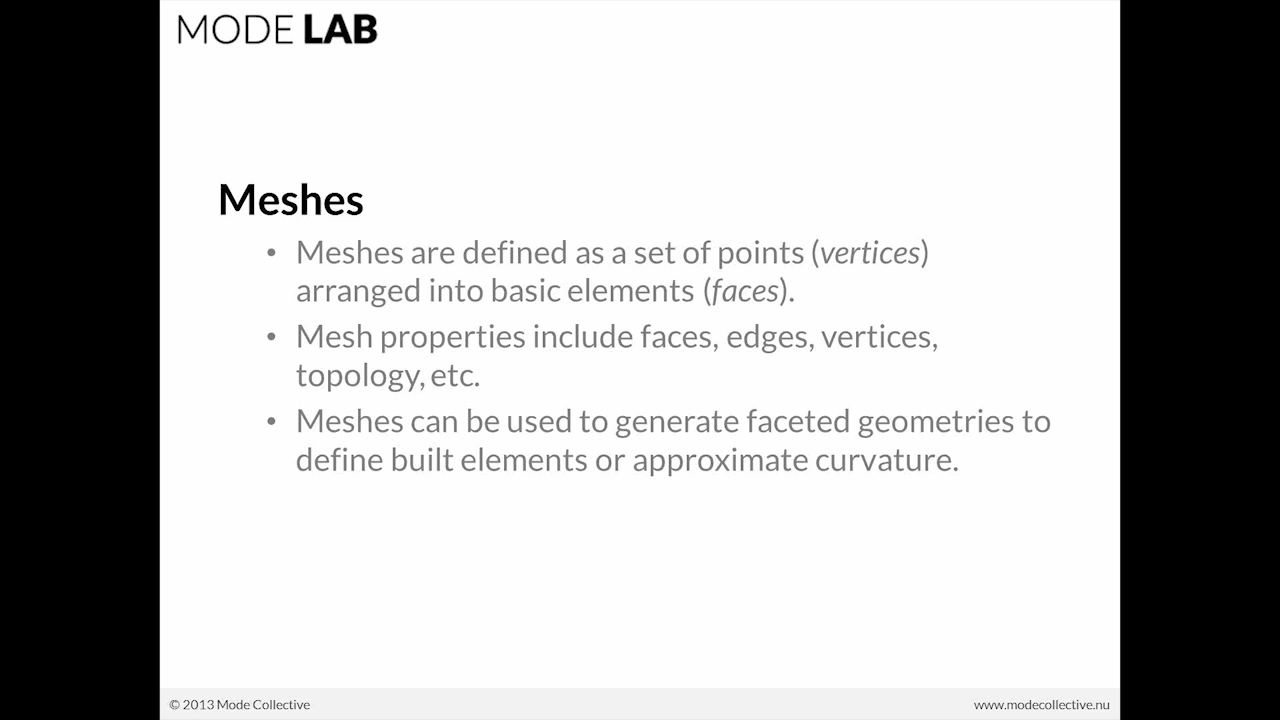 MODE LAB
Meshes
• Meshes are defined as a set of points (vertices)
arranged into basic elements (faces).
• Mesh properties include faces, edges, vertices,
topology, etc.
• Meshes can be used to generate faceted geometries to
define built elements or approximate curvature.
© 2013 Mode Collective
www.modecollective.nu